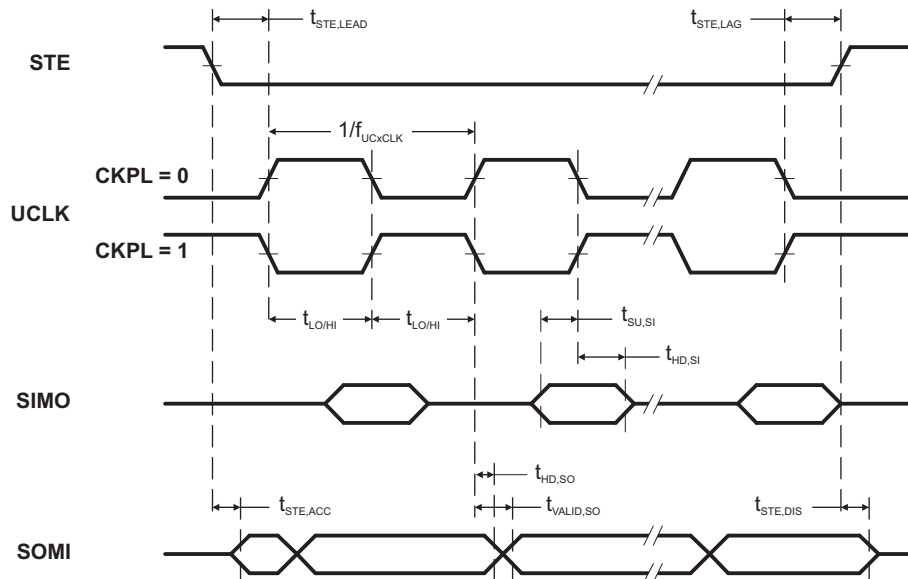 tSTE,LEAD
tSTE,LAG
STE
1/fUCxCLK
CKPL = 0
UCLK
CKPL = 1
tLO/HI
tLO/HI
tSU,SI
tHD,SI
SIMO
tHD,SO
tSTE,ACC
tVALID,SO
tSTE,DIS
SOMI